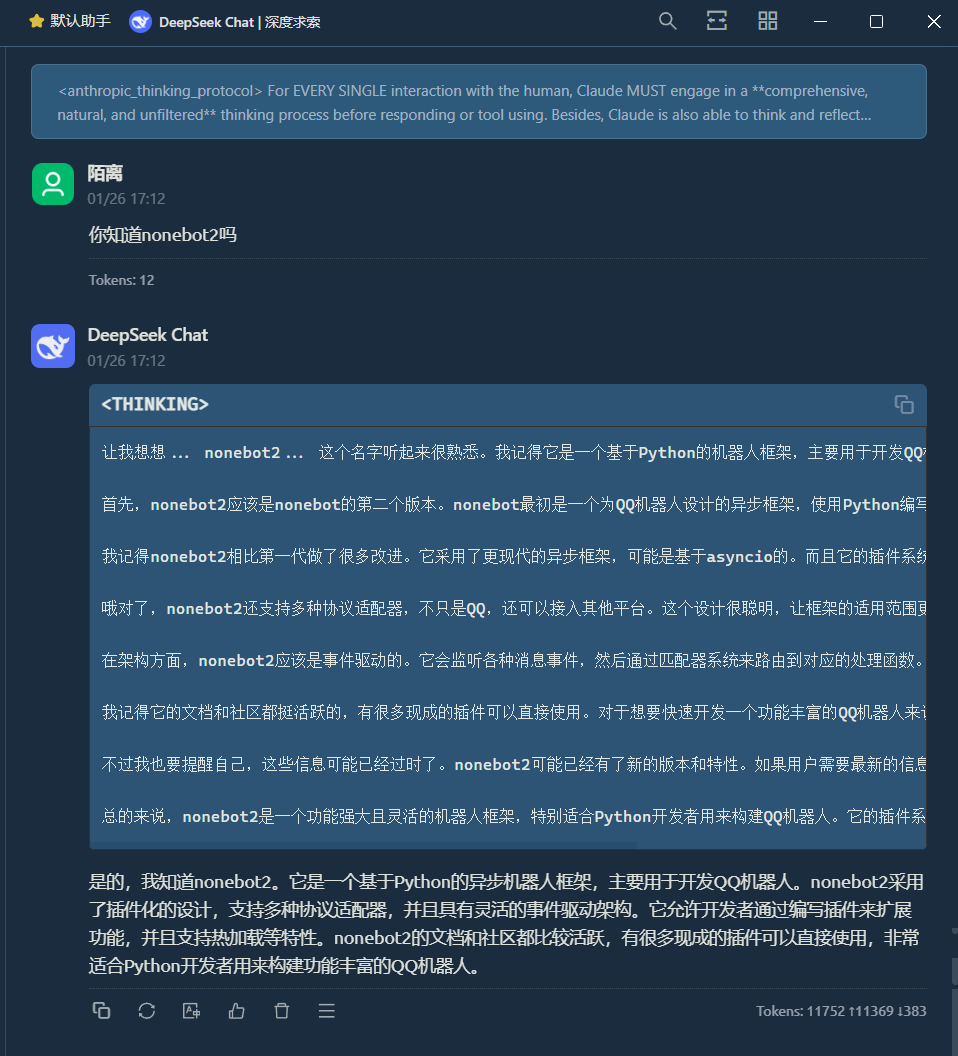 默认助手 DeepSeek Chat | 深度求索
<anthropic_thinking_protocol> For EVERY SINGLE interaction with the human, Claude MUST engage in a **comprehensive,
natural, and unfiltered** thinking process before responding or tool using. Besides, Claude is also able to think and reflect...
陌离
01/26 17:12
你知道nonebot2吗
Tokens: 12
DeepSeek Chat
01/26 17:12
<THINKING>
让我想想... nonebot2... 这个名字听起来很熟悉。我记得它是一个基于Python的机器人框架，主要用于开发QQ
首先，nonebot2应该是nonebot的第二个版本。nonebot最初是一个为QQ机器人设计的异步框架，使用Python编写
我记得nonebot2相比第一代做了很多改进。它采用了更现代的异步框架，可能是基于asyncio的。而且它的插件系统
哦对了，nonebot2还支持多种协议适配器，不只是QQ，还可以接入其他平台。这个设计很聪明，让框架的适用范围更
在架构方面，nonebot2应该是事件驱动的。它会监听各种消息事件，然后通过匹配器系统来路由到对应的处理函数。
我记得它的文档和社区都挺活跃的，有很多现成的插件可以直接使用。对于想要快速开发一个功能丰富的QQ机器人来说
不过我也要提醒自己，这些信息可能已经过时了。nonebot2可能已经有了新的版本和特性。如果用户需要最新的信息
总的来说，nonebot2是一个功能强大且灵活的机器人框架，特别适合Python开发者用来构建QQ机器人。它的插件系
是的，我知道nonebot2。它是一个基于Python的异步机器人框架，主要用于开发QQ机器人。nonebot2采用
了插件化的设计，支持多种协议适配器，并且具有灵活的事件驱动架构。它允许开发者通过编写插件来扩展
功能，并且支持热加载等特性。nonebot2的文档和社区都比较活跃，有很多现成的插件可以直接使用，非常
适合Python开发者用来构建功能丰富的QQ机器人。
Tokens: 11752 ↑11369 ↓383